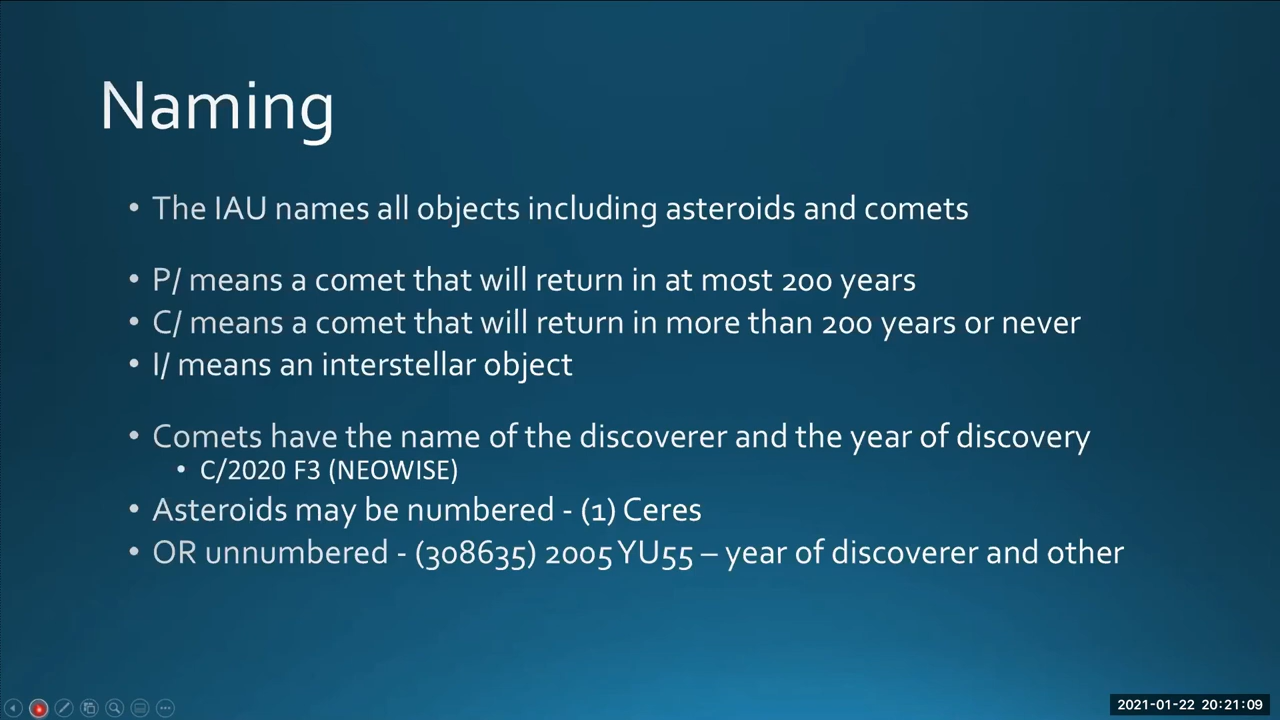 Naming
• The IAU names all objects including asteroids and comets
• P/ means a comet that will return in at most 200 years
• C/ means a comet that will return in more than 200 years or never
• I/ means an interstellar object
• Comets have the name of the discoverer and the year of discovery
• C/2020 F3 (NEOWISE)
• Asteroids may be numbered - (1) Ceres
• OR unnumbered - (308635) 2005 YU55 – year of discoverer and other
2021-01-22 20:21:09